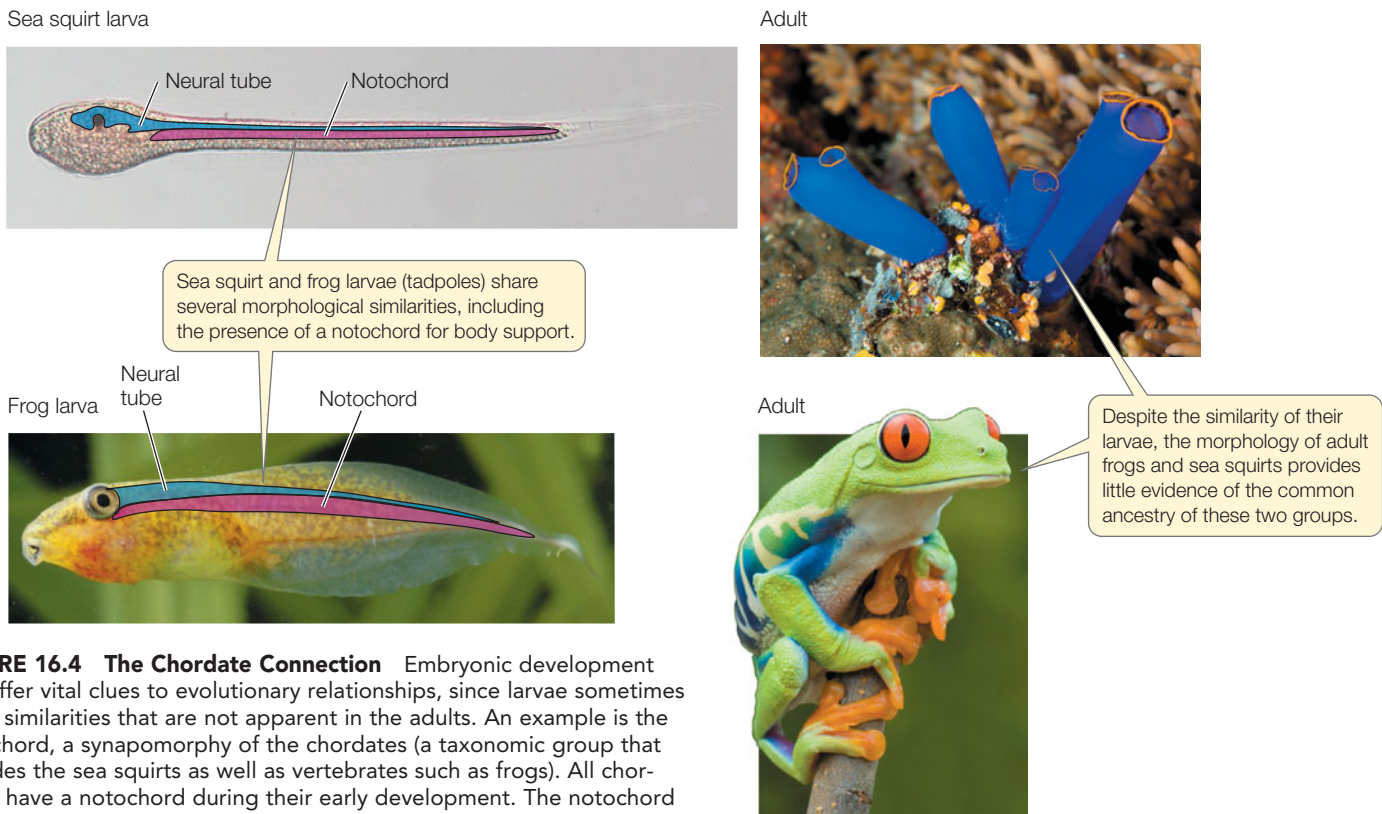 Sea squirt larva
Neural tube
Notochord
Sea squirt and frog larvae (tadpoles) share
several morphological similarities, including
the presence of a notochord for body support.
Frog larva
Neural
tube
Notochord
Adult
Adult
Despite the similarity of their
larvae, the morphology of adult
frogs and sea squirts provides
little evidence of the common
ancestry of these two groups.
RE 16.4 The Chordate Connection Embryonic development
ffer vital clues to evolutionary relationships, since larvae sometimes
similarities that are not apparent in the adults. An example is the
chord, a synapomorphy of the chordates (a taxonomic group that
des the sea squirts as well as vertebrates such as frogs). All chor-
have a notochord during their early development. The notochord